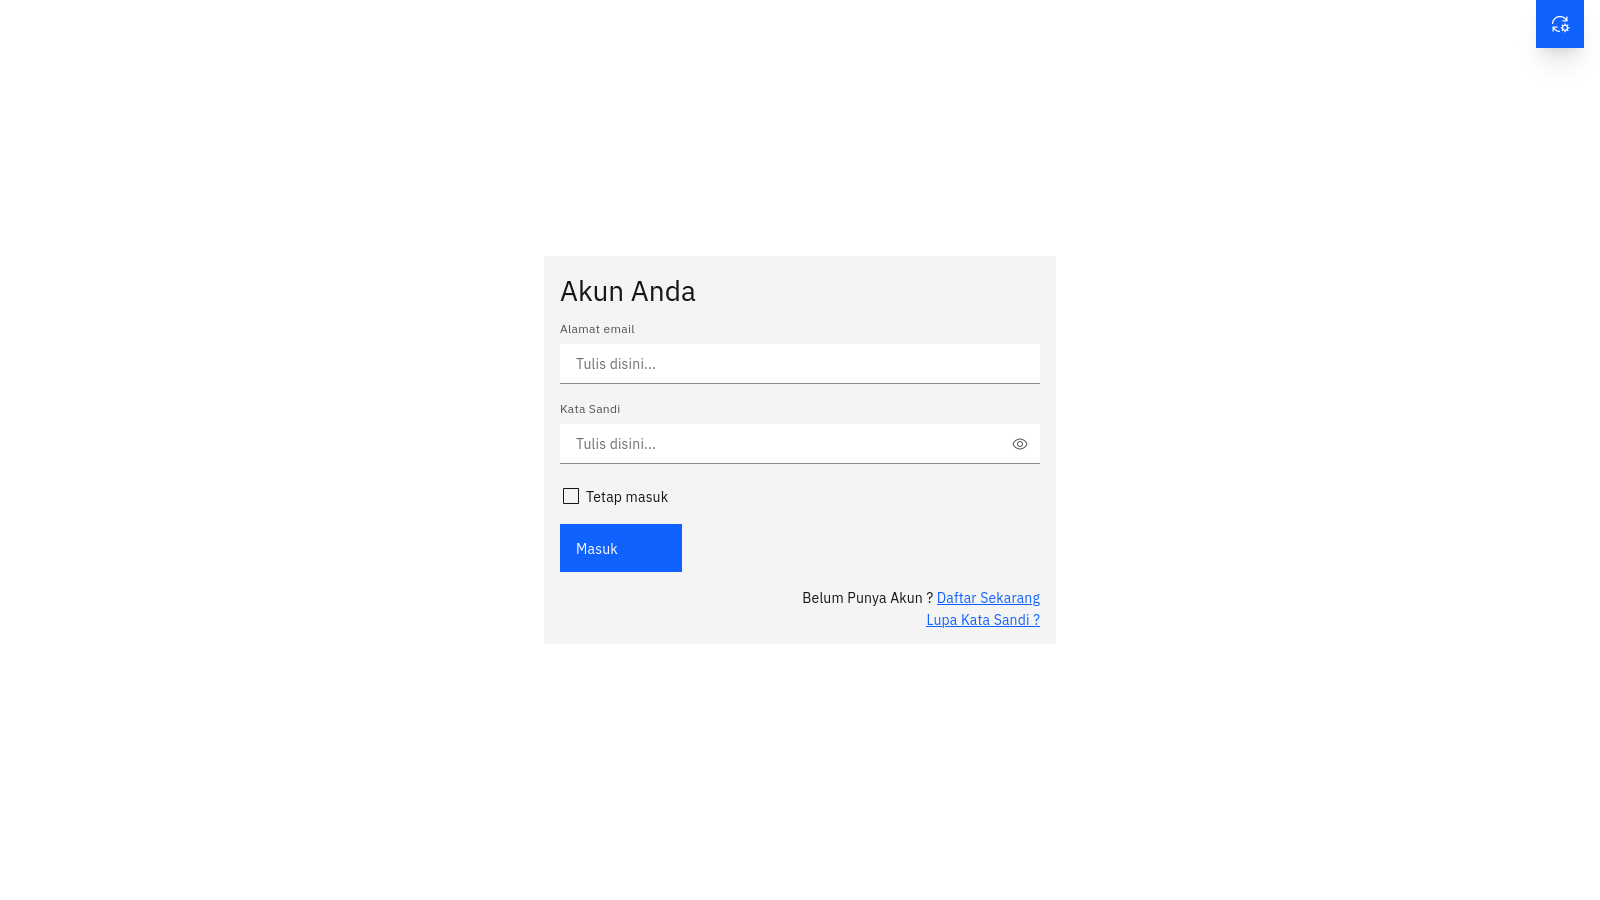 Akun Anda
Alamat email
Tulis disini...
Kata Sandi
Tulis disini...
Tetap masuk
Masuk
Belum Punya Akun ? Daftar Sekarang
Lupa Kata Sandi ?